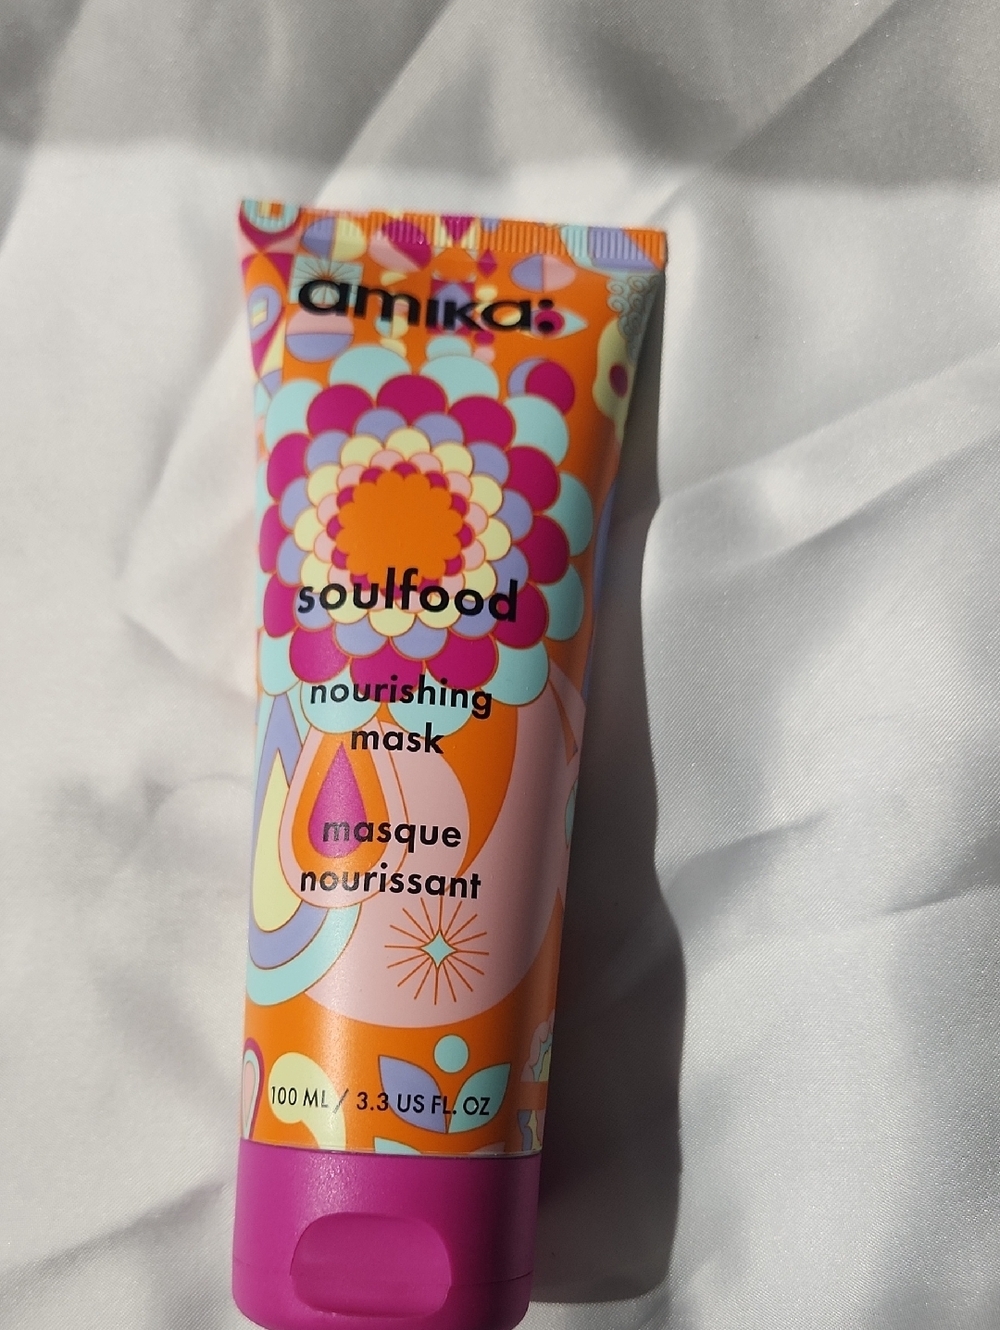 amika:
soulfood
nourishing
mask
masque
nourissant
100 ML / 3.3 US FL. OZ